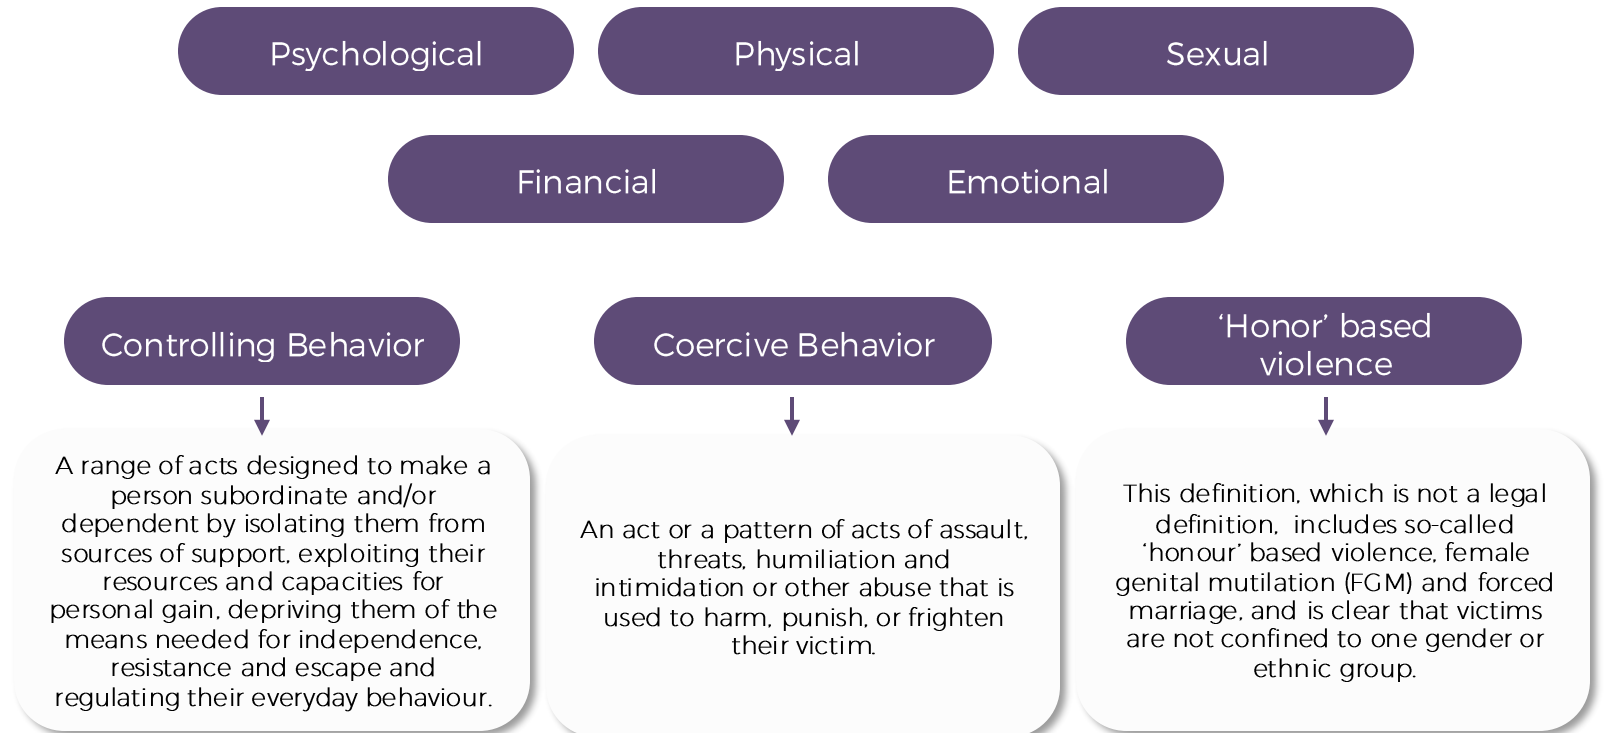 Psychological
Physical
Sexual
Financial
Emotional
Controlling Behavior
Coercive Behavior
‘Honor’ based
violence
A range of acts designed to make a
person subordinate and/or
dependent by isolating them from
sources of support, exploiting their
resources and capacities for
personal gain, depriving them of the
means needed for independence,
resistance and escape and
regulating their everyday behaviour.
An act or a pattern of acts of assault,
threats, humiliation and
intimidation or other abuse that is
used to harm, punish, or frighten
their victim.
This definition, which is not a legal
definition, includes so-called
‘honour’ based violence, female
genital mutilation (FGM) and forced
marriage, and is clear that victims
are not confined to one gender or
ethnic group.